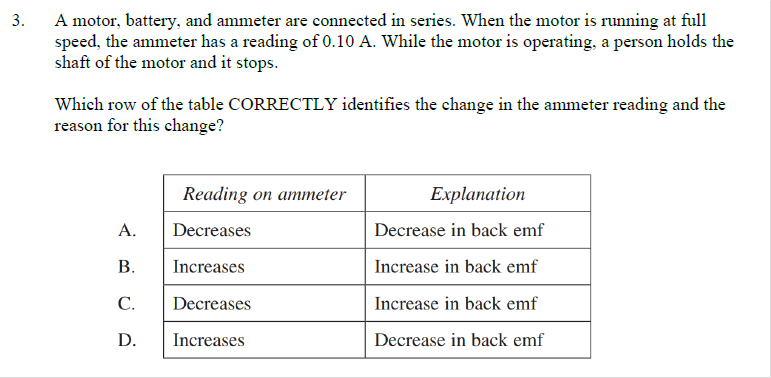 3. A motor, battery, and ammeter are connected in series. When the motor is running at full
speed, the ammeter has a reading of 0.10 A. While the motor is operating, a person holds the
shaft of the motor and it stops.
Which row of the table CORRECTLY identifies the change in the ammeter reading and the
reason for this change?
Reading on ammeter Explanation
A. Decreases Decrease in back emf
B. Increases Increase in back emf
C. Decreases Increase in back emf
D. Increases Decrease in back emf